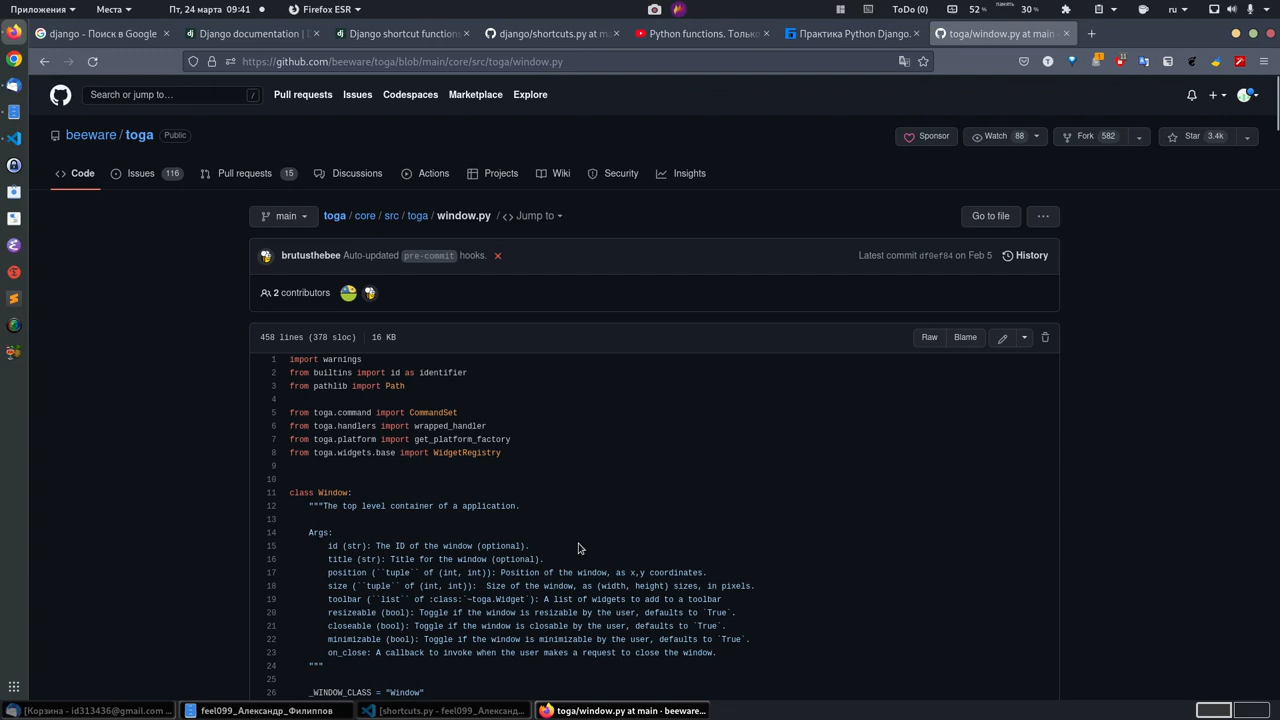 Приложения Места Пт, 24 марта 09:41 Firefox ESR ToDo (0) 52 % память 30 % ru
django - Поиск в Google Django documentation | Django shortcut functions django/shortcuts.py at ma Python functions. Только Практика Python Django. toga/window.py at main
https://github.com/beeware/toga/blob/main/core/src/toga/window.py
Search or jump to… / Pull requests Issues Codespaces Marketplace Explore
beeware / toga Public Sponsor Watch 88 Fork 582 Star 3.4k
Code Issues 116 Pull requests 15 Discussions Actions Projects Wiki Security Insights
main toga / core / src / toga / window.py / <> Jump to Go to file ...
brutusthebee Auto-updated pre-commit hooks. Latest commit df0ef84 on Feb 5 History
2 contributors
458 lines (378 sloc) 16 KB Raw Blame
1 import warnings
2 from builtins import id as identifier
3 from pathlib import Path
4
5 from toga.command import CommandSet
6 from toga.handlers import wrapped_handler
7 from toga.platform import get_platform_factory
8 from toga.widgets.base import WidgetRegistry
9
10
11 class Window:
12 """The top level container of a application.
13
14 Args:
15 id (str): The ID of the window (optional).
16 title (str): Title for the window (optional).
17 position (``tuple`` of (int, int)): Position of the window, as x,y coordinates.
18 size (``tuple`` of (int, int)):  Size of the window, as (width, height) sizes, in pixels.
19 toolbar (``list`` of :class:`~toga.Widget`): A list of widgets to add to a toolbar
20 resizeable (bool): Toggle if the window is resizable by the user, defaults to `True`.
21 closeable (bool): Toggle if the window is closable by the user, defaults to `True`.
22 minimizable (bool): Toggle if the window is minimizable by the user, defaults to `True`.
23 on_close: A callback to invoke when the user makes a request to close the window.
24 """
25
26 _WINDOW_CLASS = "Window"
[Корзина - id313436@gmail.com ... feel099_Александр_Филиппов [shortcuts.py - feel099_Александ... toga/window.py at main · beeware...